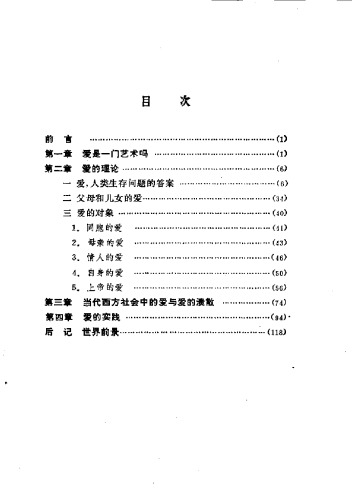 目 次
前 言 ……………………………………(1)
第一章 爱是一门艺术吗 ……………………………(1)
第二章 爱的理论 ……………………………………(6)
一 爱,人类生存问题的答案 ……………………(6)
二 父母和儿女的爱……………………………(34)
三 爱的对象 ……………………………………(40)
1. 同胞的爱 ……………………………………(41)
2. 母亲的爱 ……………………………………(43)
3. 情人的爱 ……………………………………(46)
4. 自身的爱 ……………………………………(50)
5. 上帝的爱 ……………………………………(56)
第三章 当代西方社会中的爱与爱的溃散 …………(74)
第四章 爱的实践 ……………………………………(94)
后 记 世界前景……………………………………(118)